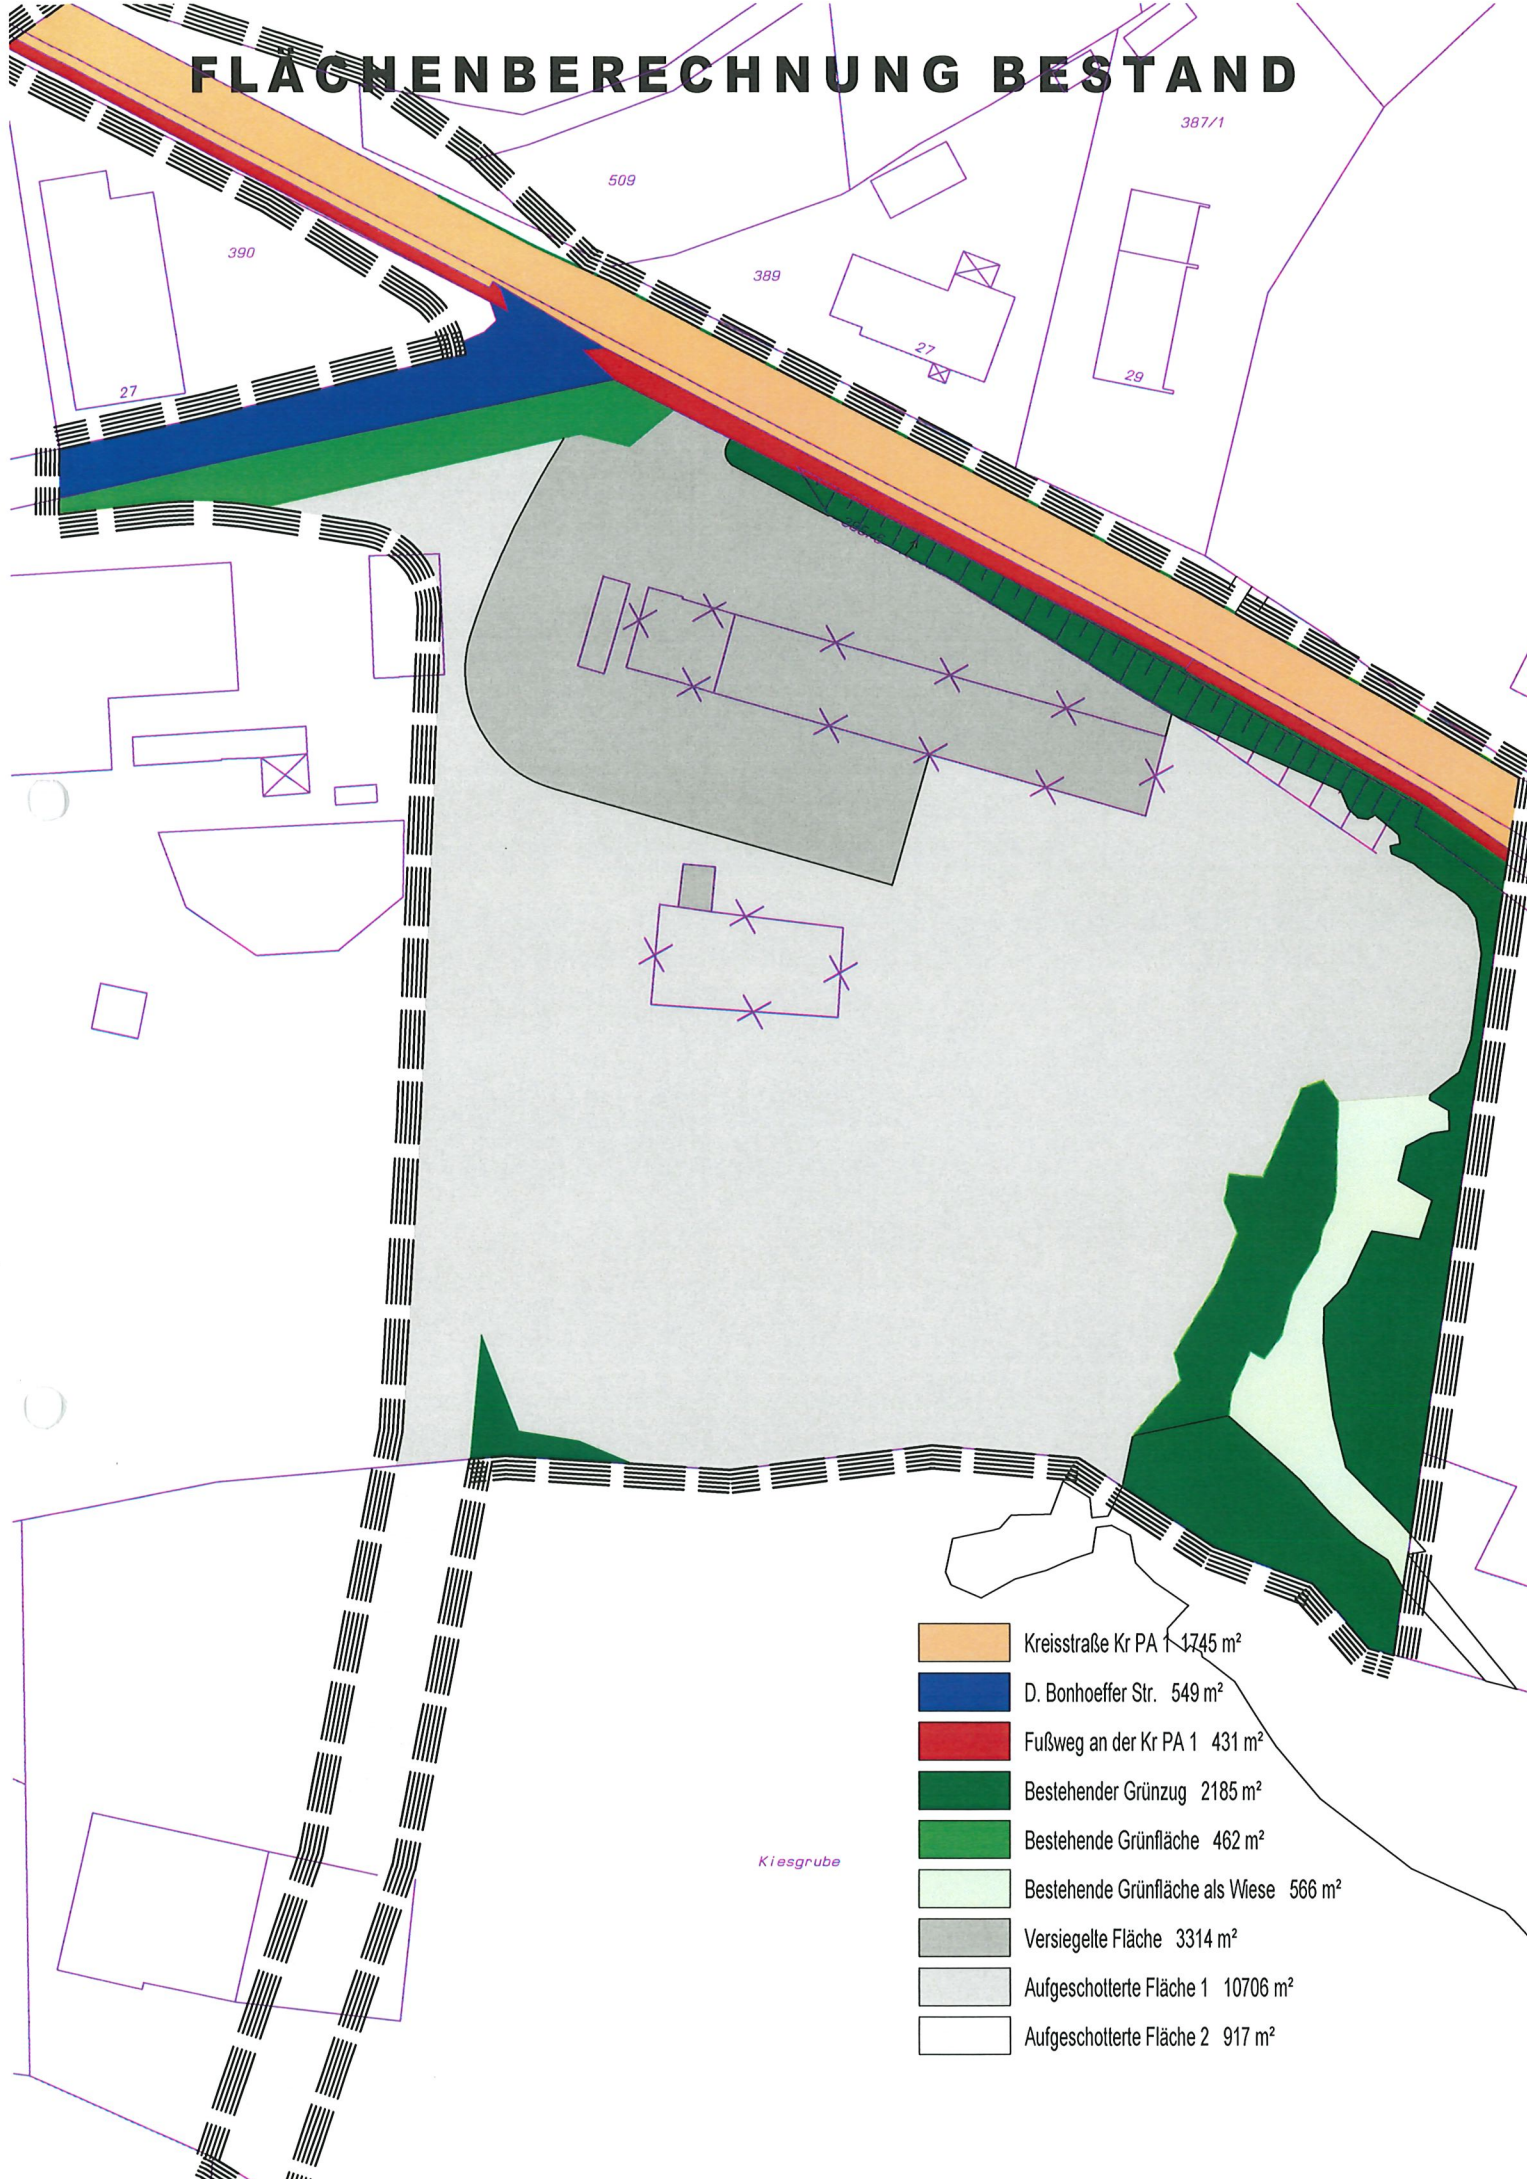 FLÄCHENBERECHNUNG BESTAND
387/1
509
390
389
27
29
27
Kreisstraße Kr PA 1 1745 m²
D. Bonhoeffer Str. 549 m²
Fußweg an der Kr PA 1 431 m²
Bestehender Grünzug 2185 m²
Bestehende Grünfläche 462 m²
Kiesgrube
Bestehende Grünfläche als Wiese 566 m²
Versiegelte Fläche 3314 m²
Aufgeschotterte Fläche 1 10706 m²
Aufgeschotterte Fläche 2 917 m²